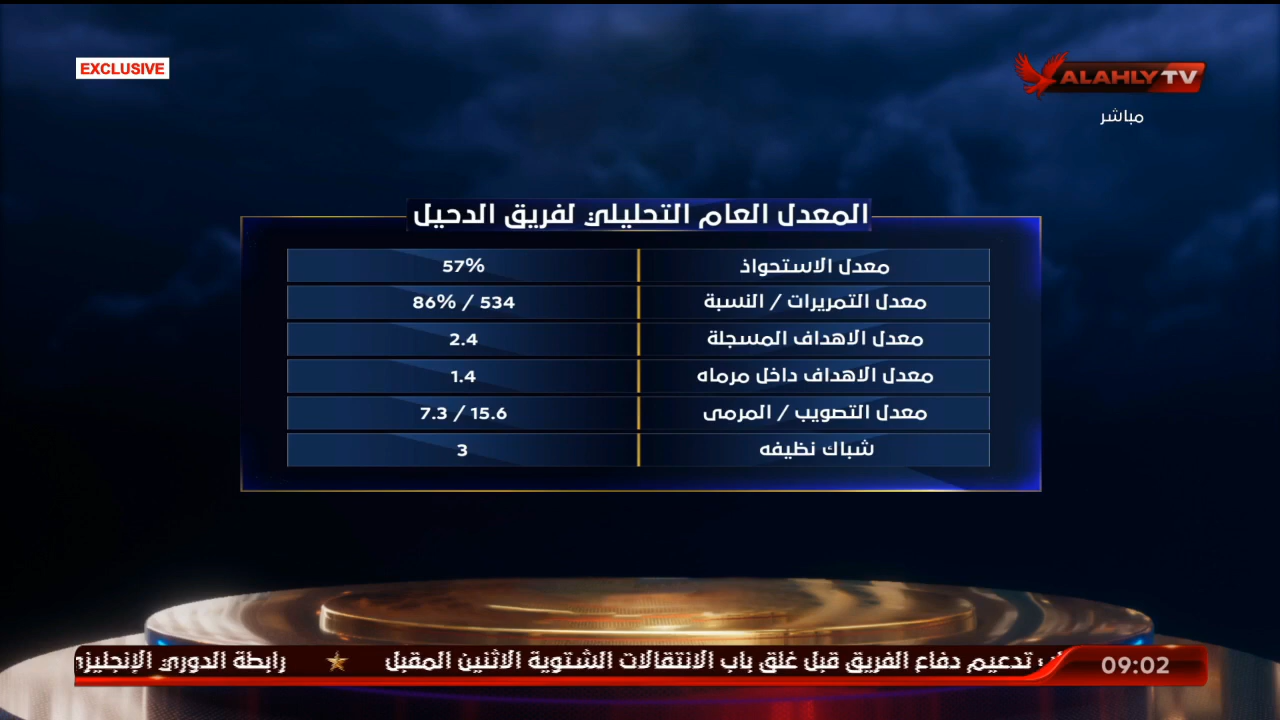 EXCLUSIVE
ALAHLY TV
مباشر
المعدل العام التحليلي لفريق الدحيل
معدل الاستحواذ 57%
معدل التمريرات / النسبة 534 / 86%
معدل الاهداف المسجلة 2.4
معدل الاهداف داخل مرماه 1.4
معدل التصويب / المرمى 15.6 / 7.3
شباك نظيفه 3
تدعيم دفاع الفريق قبل غلق باب الانتقالات الشتوية الاثنين المقبل ★ رابطة الدوري
09:02